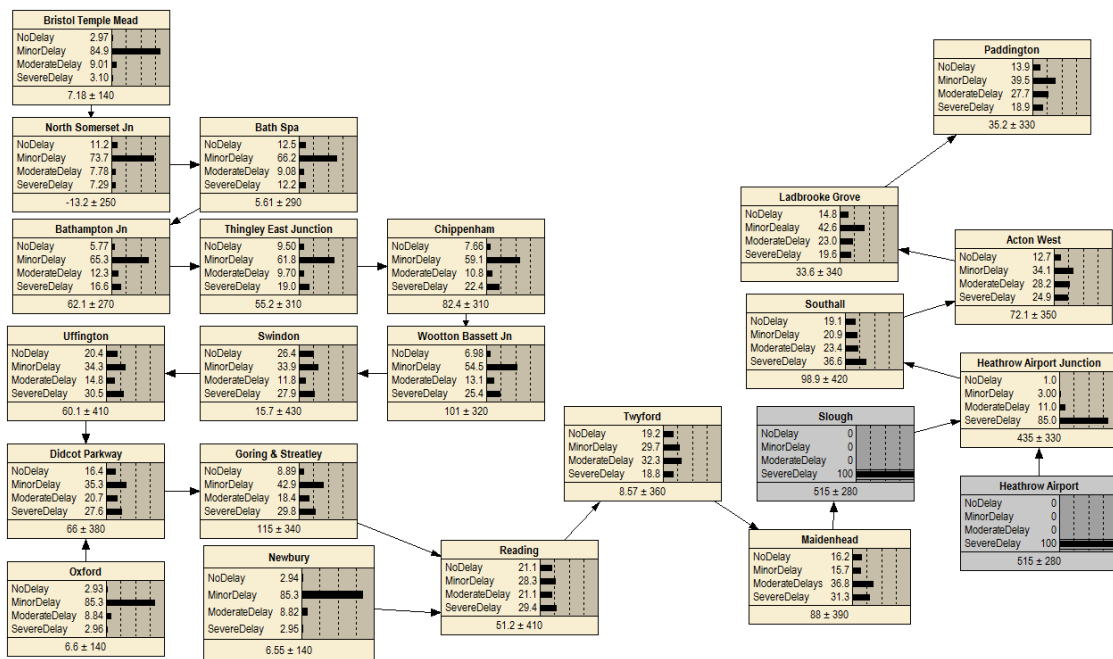 Bristol Temple Mead
NoDelay 2.97
MinorDelay 84.9
ModerateDelay 9.01
SevereDelay 3.10
7.18 ± 140
North Somerset Jn
NoDelay 11.2
MinorDelay 73.7
ModerateDelay 7.78
SevereDelay 7.29
-13.2 ± 250
Bath Spa
NoDelay 12.5
MinorDelay 66.2
ModerateDelay 9.08
SevereDelay 12.2
5.61 ± 290
Bathampton Jn
NoDelay 5.77
MinorDelay 65.3
ModerateDelay 12.3
SevereDelay 16.6
62.1 ± 270
Thingley East Junction
NoDelay 9.50
MinorDelay 61.8
ModerateDelay 9.70
SevereDelay 19.0
55.2 ± 310
Chippenham
NoDelay 7.66
MinorDelay 59.1
ModerateDelay 10.8
SevereDelay 22.4
82.4 ± 310
Uffington
NoDelay 20.4
MinorDelay 34.3
ModerateDelay 14.8
SevereDelay 30.5
60.1 ± 410
Swindon
NoDelay 26.4
MinorDelay 33.9
ModerateDelay 11.8
SevereDelay 27.9
15.7 ± 430
Wootton Bassett Jn
NoDelay 6.98
MinorDelay 54.5
ModerateDelay 13.1
SevereDelay 25.4
101 ± 320
Didcot Parkway
NoDelay 16.4
MinorDelay 35.3
ModerateDelay 20.7
SevereDelay 27.6
66 ± 380
Goring & Streatley
NoDelay 8.89
MinorDelay 42.9
ModerateDelay 18.4
SevereDelay 29.8
115 ± 340
Oxford
NoDelay 2.93
MinorDelay 85.3
ModerateDelay 8.84
SevereDelay 2.96
6.6 ± 140
Newbury
NoDelay 2.94
MinorDelay 85.3
ModerateDelay 8.82
SevereDelay 2.95
6.55 ± 140
Reading
NoDelay 21.1
MinorDelay 28.3
ModerateDelay 21.1
SevereDelay 29.4
51.2 ± 410
Twyford
NoDelay 19.2
MinorDelay 29.7
ModerateDelay 32.3
SevereDelay 18.8
8.57 ± 360
Maidenhead
NoDelay 16.2
MinorDelay 15.7
ModerateDelays 36.8
SevereDelay 31.3
88 ± 390
Slough
NoDelay 0
MinorDelay 0
ModerateDelay 0
SevereDelay 100
515 ± 280
Heathrow Airport
NoDelay 0
MinorDelay 0
ModerateDelay 0
SevereDelay 100
515 ± 280
Heathrow Airport Junction
NoDelay 1.0
MinorDelay 3.00
ModerateDelay 11.0
SevereDelay 85.0
435 ± 330
Southall
NoDelay 19.1
MinorDelay 20.9
ModerateDelay 23.4
SevereDelay 36.6
98.9 ± 420
Acton West
NoDelay 12.7
MinorDelay 34.1
ModerateDelay 28.2
SevereDelay 24.9
72.1 ± 350
Ladbrooke Grove
NoDelay 14.8
MinorDelay 42.6
ModerateDelay 23.0
SevereDelay 19.6
33.6 ± 340
Paddington
NoDelay 13.9
MinorDelay 39.5
ModerateDelay 27.7
SevereDelay 18.9
35.2 ± 330